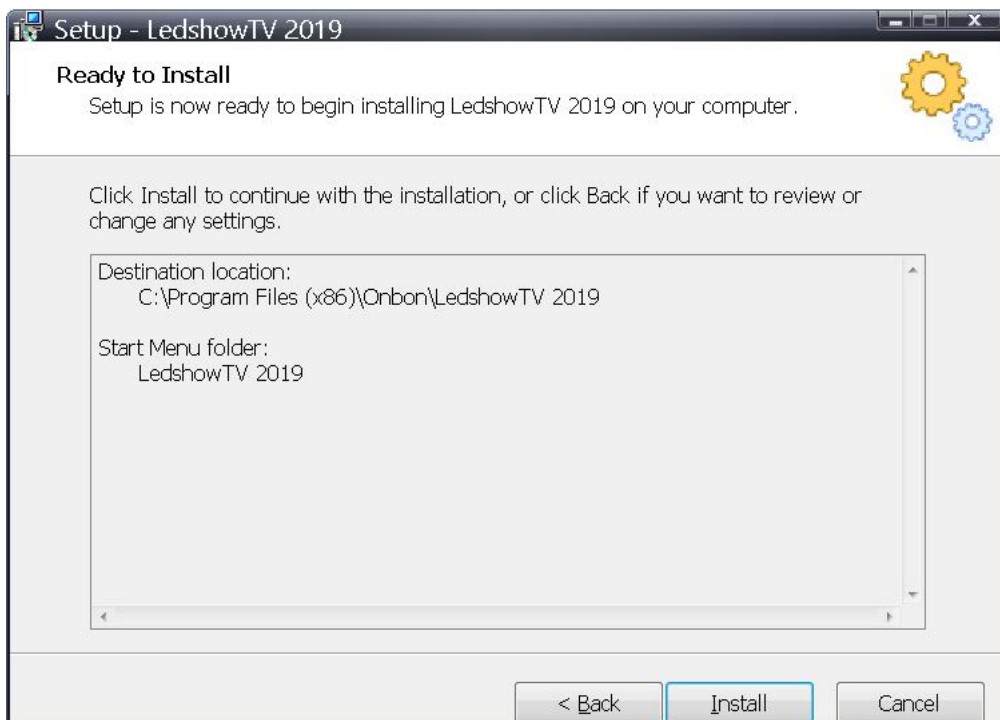 Setup - LedshowTV 2019
Ready to Install
Setup is now ready to begin installing LedshowTV 2019 on your computer.
Click Install to continue with the installation, or click Back if you want to review or
change any settings.
Destination location:
C:\Program Files (x86)\Onbon\LedshowTV 2019
Start Menu folder:
LedshowTV 2019
< Back
Install
Cancel